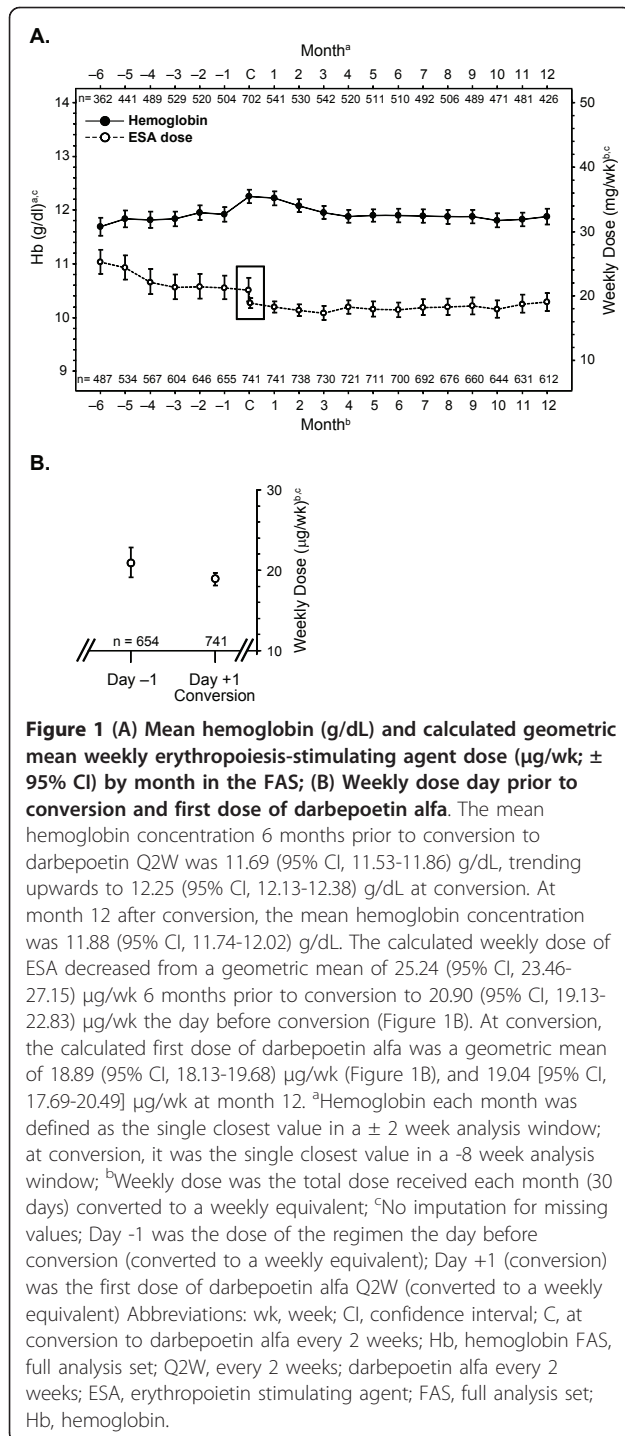 A.
Monthᵃ
–6 –5 –4 –3 –2 –1 C 1 2 3 4 5 6 7 8 9 10 11 12
n= 362 441 489 529 520 504 702 541 530 542 520 511 510 492 506 489 471 481 426
Hemoglobin
ESA dose
Hb (g/dl)ᵃ,ᶜ
14
13
12
11
10
9
Weekly Dose (mg/wk)ᵇ,ᶜ
50
40
30
20
10
n= 487 534 567 604 646 655 741 741 738 730 721 711 700 692 676 660 644 631 612
–6 –5 –4 –3 –2 –1 C 1 2 3 4 5 6 7 8 9 10 11 12
Monthᵇ
B.
30
20
10
Weekly Dose (µg/wk)ᵇ,ᶜ
n = 654 741
Day –1 Day +1
Conversion
Figure 1 (A) Mean hemoglobin (g/dL) and calculated geometric
mean weekly erythropoiesis-stimulating agent dose (µg/wk; ±
95% CI) by month in the FAS; (B) Weekly dose day prior to
conversion and first dose of darbepoetin alfa. The mean
hemoglobin concentration 6 months prior to conversion to
darbepoetin Q2W was 11.69 (95% CI, 11.53-11.86) g/dL, trending
upwards to 12.25 (95% CI, 12.13-12.38) g/dL at conversion. At
month 12 after conversion, the mean hemoglobin concentration
was 11.88 (95% CI, 11.74-12.02) g/dL. The calculated weekly dose of
ESA decreased from a geometric mean of 25.24 (95% CI, 23.46-
27.15) µg/wk 6 months prior to conversion to 20.90 (95% CI, 19.13-
22.83) µg/wk the day before conversion (Figure 1B). At conversion,
the calculated first dose of darbepoetin alfa was a geometric mean
of 18.89 (95% CI, 18.13-19.68) µg/wk (Figure 1B), and 19.04 [95% CI,
17.69-20.49] µg/wk at month 12. ᵃHemoglobin each month was
defined as the single closest value in a ± 2 week analysis window;
at conversion, it was the single closest value in a -8 week analysis
window; ᵇWeekly dose was the total dose received each month (30
days) converted to a weekly equivalent; ᶜNo imputation for missing
values; Day -1 was the dose of the regimen the day before
conversion (converted to a weekly equivalent); Day +1 (conversion)
was the first dose of darbepoetin alfa Q2W (converted to a weekly
equivalent) Abbreviations: wk, week; CI, confidence interval; C, at
conversion to darbepoetin alfa every 2 weeks; Hb, hemoglobin FAS,
full analysis set; Q2W, every 2 weeks; darbepoetin alfa every 2
weeks; ESA, erythropoietin stimulating agent; FAS, full analysis set;
Hb, hemoglobin.